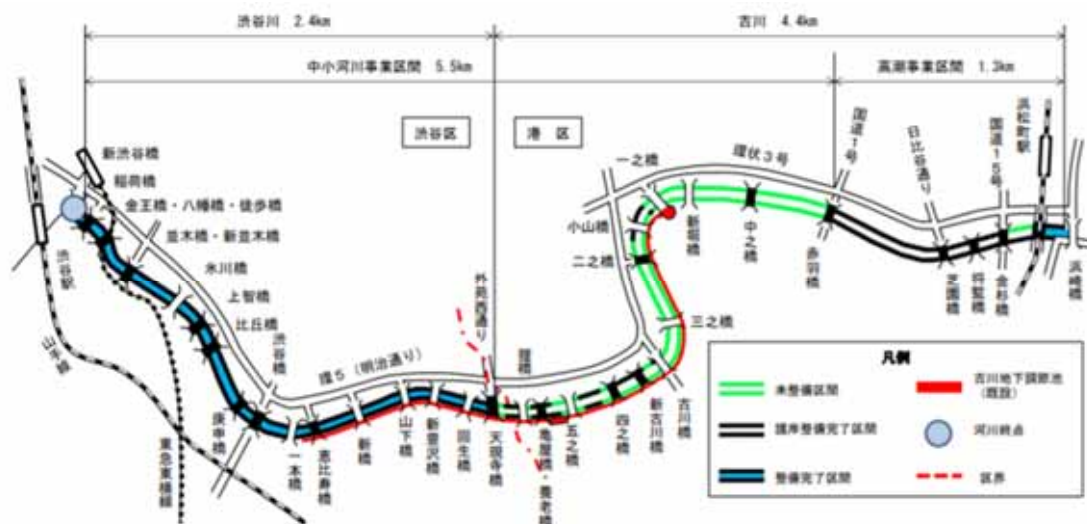 渋谷川 2.4km
古川 4.4km
中小河川事業区間 5.5km
高潮事業区間 1.3km
渋谷区
港区
新渋谷橋
稲荷橋
金王橋・八幡橋・徒歩橋
並木橋・新並木橋
氷川橋
上智橋
比丘橋
渋谷橋
渋谷駅
山手線
東急東横線
庚申橋
一本橋
恵比寿橋
新橋
山下橋
新豊沢橋
回生橋
天現寺橋
環5(明治通り)
外苑西通り
狸橋
亀屋橋・養老橋
五之橋
四之橋
新古川橋
古川橋
三之橋
二之橋
小山橋
一之橋
新堀橋
環状3号
中之橋
国道1号
赤羽橋
日比谷通り
芝園橋
将監橋
国道15号
金杉橋
浜松町駅
浜崎橋
凡例
未整備区間
護岸整備完了区間
整備完了区間
古川地下調節池
(既設)
河川終点
区界